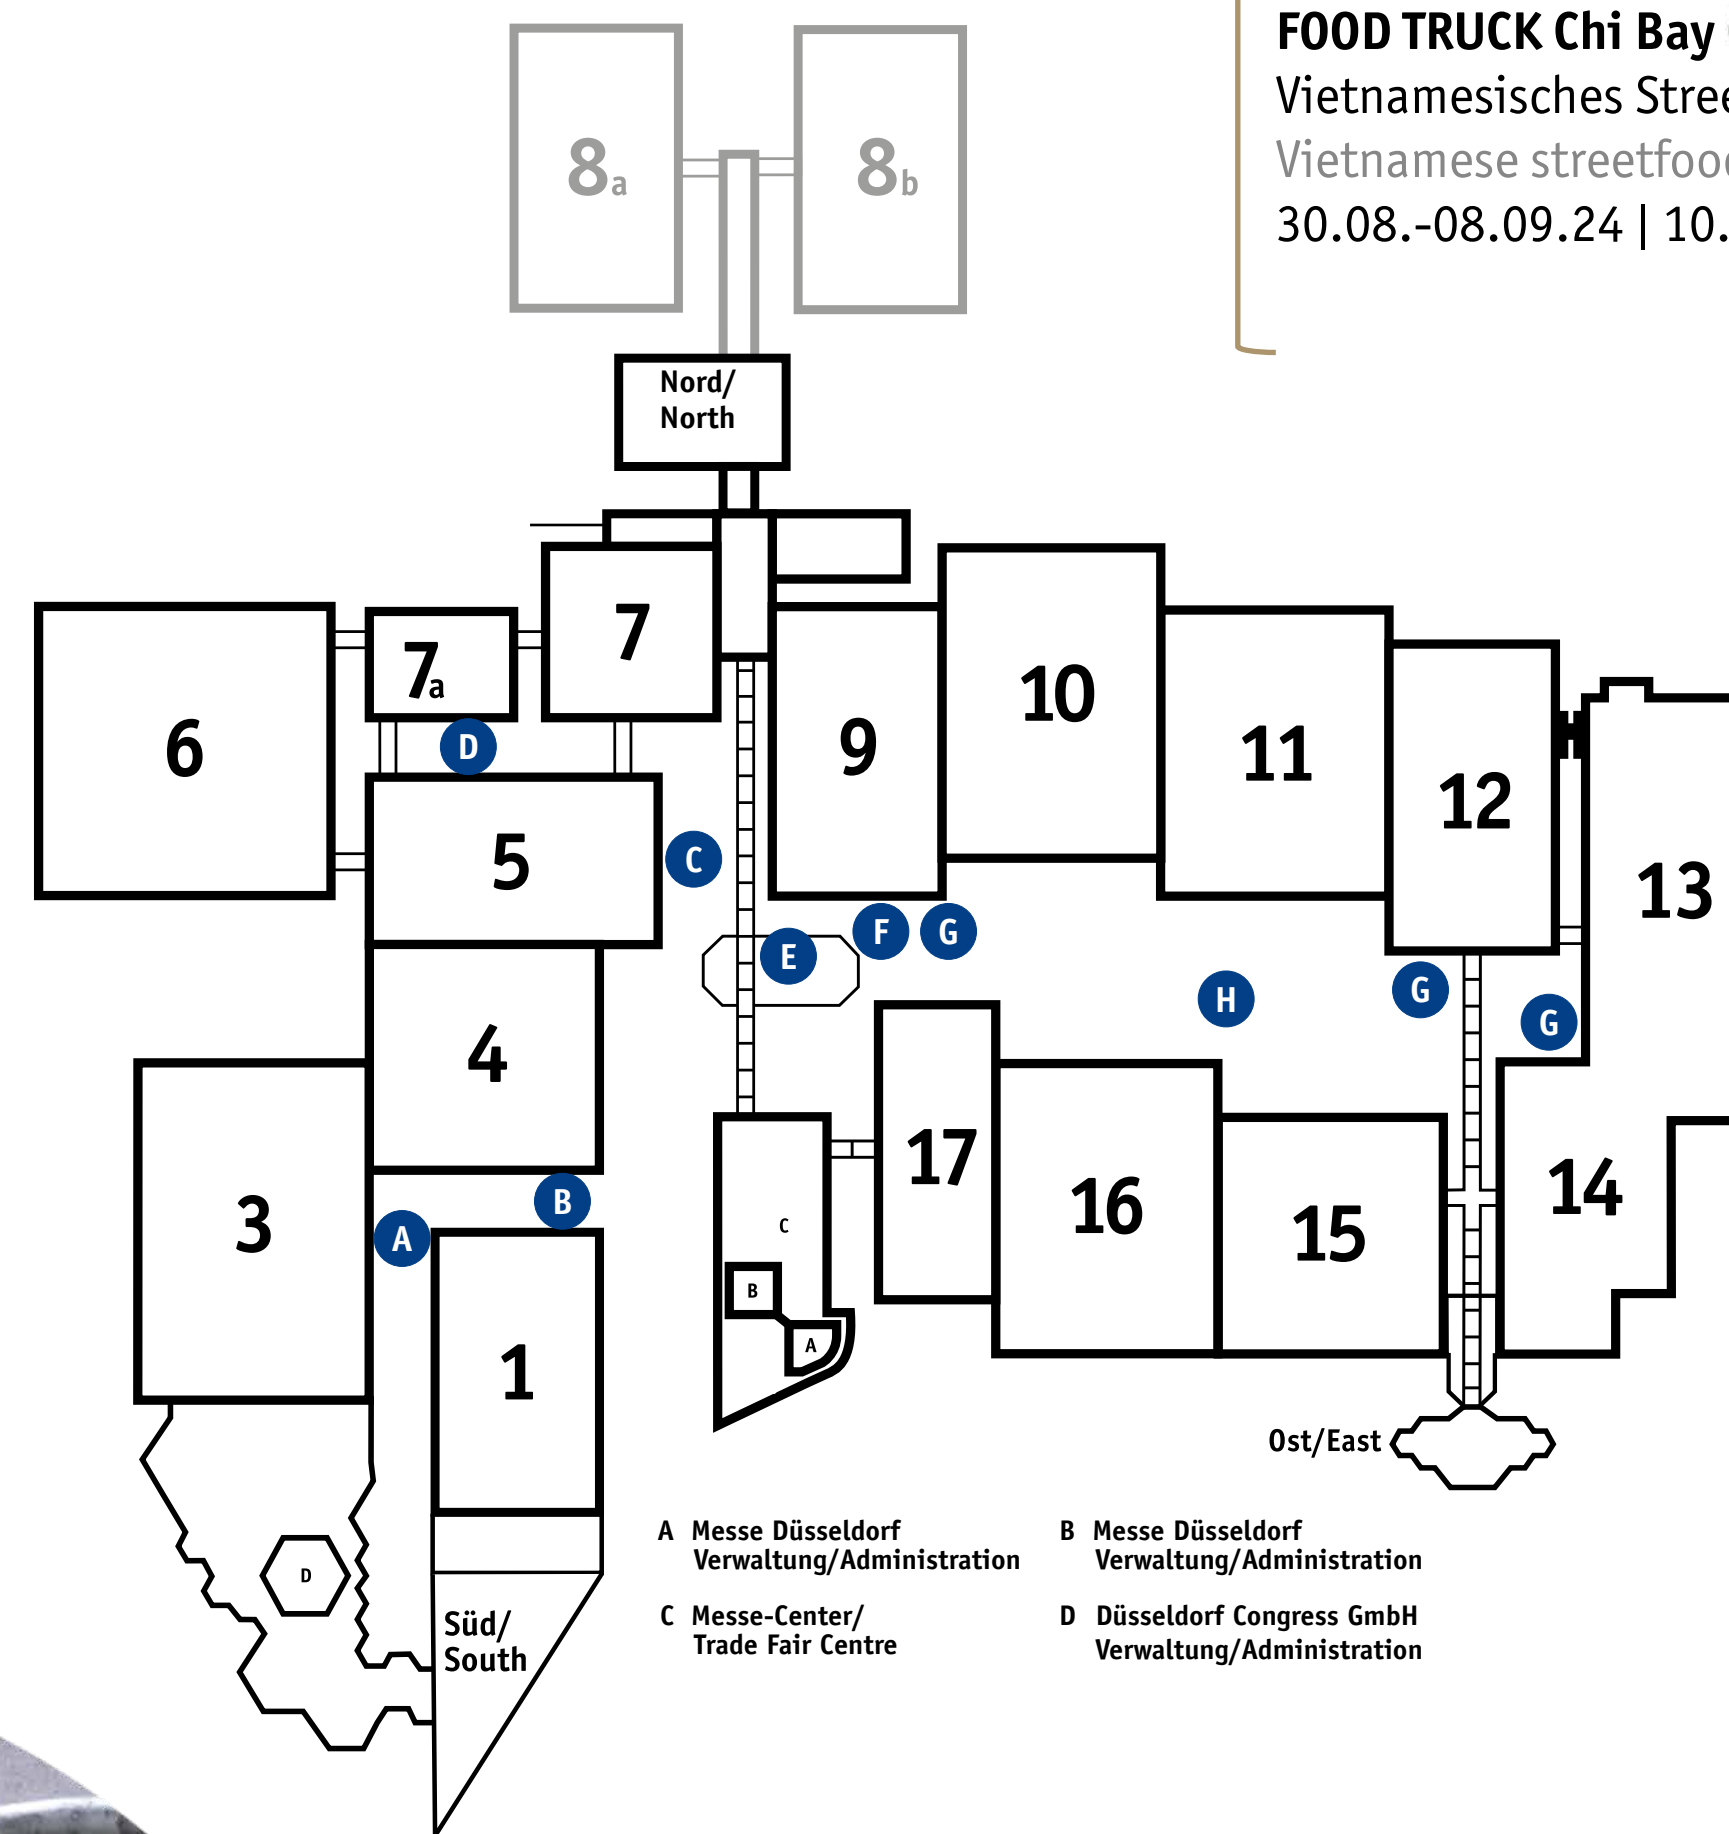 FOOD TRUCK Chi Bay
Vietnamesisches
Vietnamese
30.08.-08.09.24 | 10.
8a
8b
Nord/
North
7
7a
6
D
9
10
11
12
13
5
C
F
G
E
H
G
G
4
3
A
B
1
17
16
15
14
C
B
A
Ost/East
D
Süd/
South
A Messe Düsseldorf
Verwaltung/Administration
B Messe Düsseldorf
Verwaltung/Administration
C Messe-Center/
Trade Fair Centre
D Düsseldorf Congress GmbH
Verwaltung/Administration